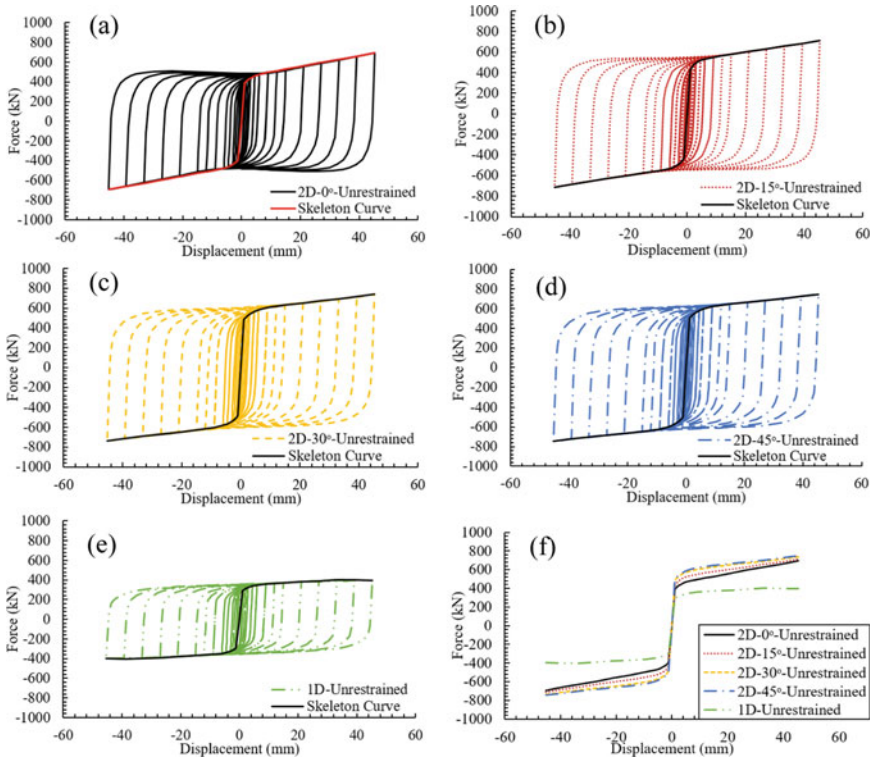 (a)
1000
800
600
400
200
0
-200
-400
-600
-800
-1000
Force (kN)
-60 -40 -20 0 20 40 60
Displacement (mm)
2D-0°-Unrestrained
Skeleton Curve
(b)
1000
800
600
400
200
0
-200
-400
-600
-800
-1000
Force (kN)
-60 -40 -20 0 20 40 60
Displacement (mm)
2D-15°-Unrestrained
Skeleton Curve
(c)
1000
800
600
400
200
0
-200
-400
-600
-800
-1000
Force (kN)
-60 -40 -20 0 20 40 60
Displacement (mm)
2D-30°-Unrestrained
Skeleton Curve
(d)
1000
800
600
400
200
0
-200
-400
-600
-800
-1000
Force (kN)
-60 -40 -20 0 20 40 60
Displacement (mm)
2D-45°-Unrestrained
Skeleton Curve
(e)
1000
800
600
400
200
0
-200
-400
-600
-800
-1000
Force (kN)
-60 -40 -20 0 20 40 60
Displacement (mm)
1D-Unrestrained
Skeleton Curve
(f)
1000
800
600
400
200
0
-200
-400
-600
-800
-1000
Force (kN)
-60 -40 -20 0 20 40 60
Displacement (mm)
2D-0°-Unrestrained
2D-15°-Unrestrained
2D-30°-Unrestrained
2D-45°-Unrestrained
1D-Unrestrained